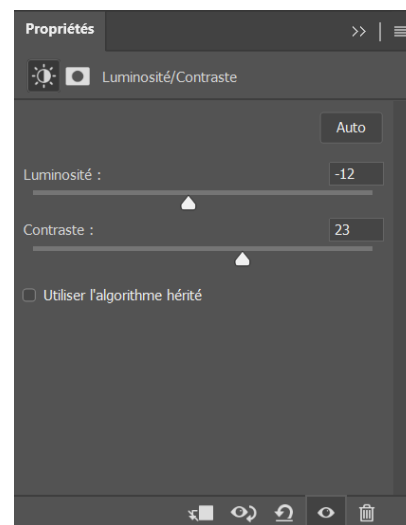 Propriétés
Luminosité/Contraste
Auto
Luminosité : -12
Contraste : 23
Utiliser l'algorithme hérité